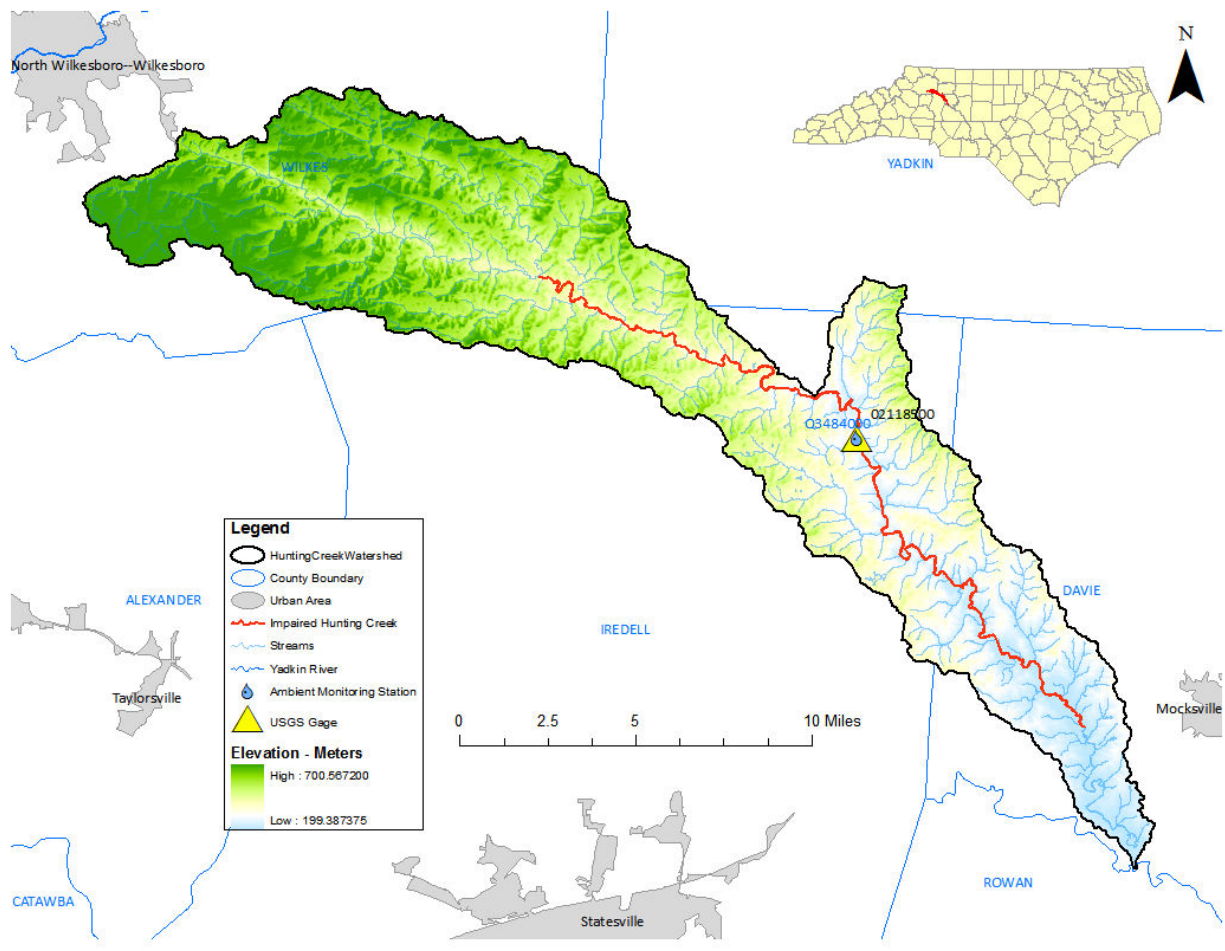 N
North Wilkesboro--Wilkesboro
WILKES
YADKIN
02118500
Q3484000
Legend
HuntingCreekWatershed
County Boundary
Urban Area
Impaired Hunting Creek
Streams
Yadkin River
Ambient Monitoring Station
USGS Gage
Elevation - Meters
High : 700.567200
Low : 199.387375
ALEXANDER
IREDELL
DAVIE
Taylorsville
Mocksville
0 2.5 5 10 Miles
CATAWBA
ROWAN
Statesville